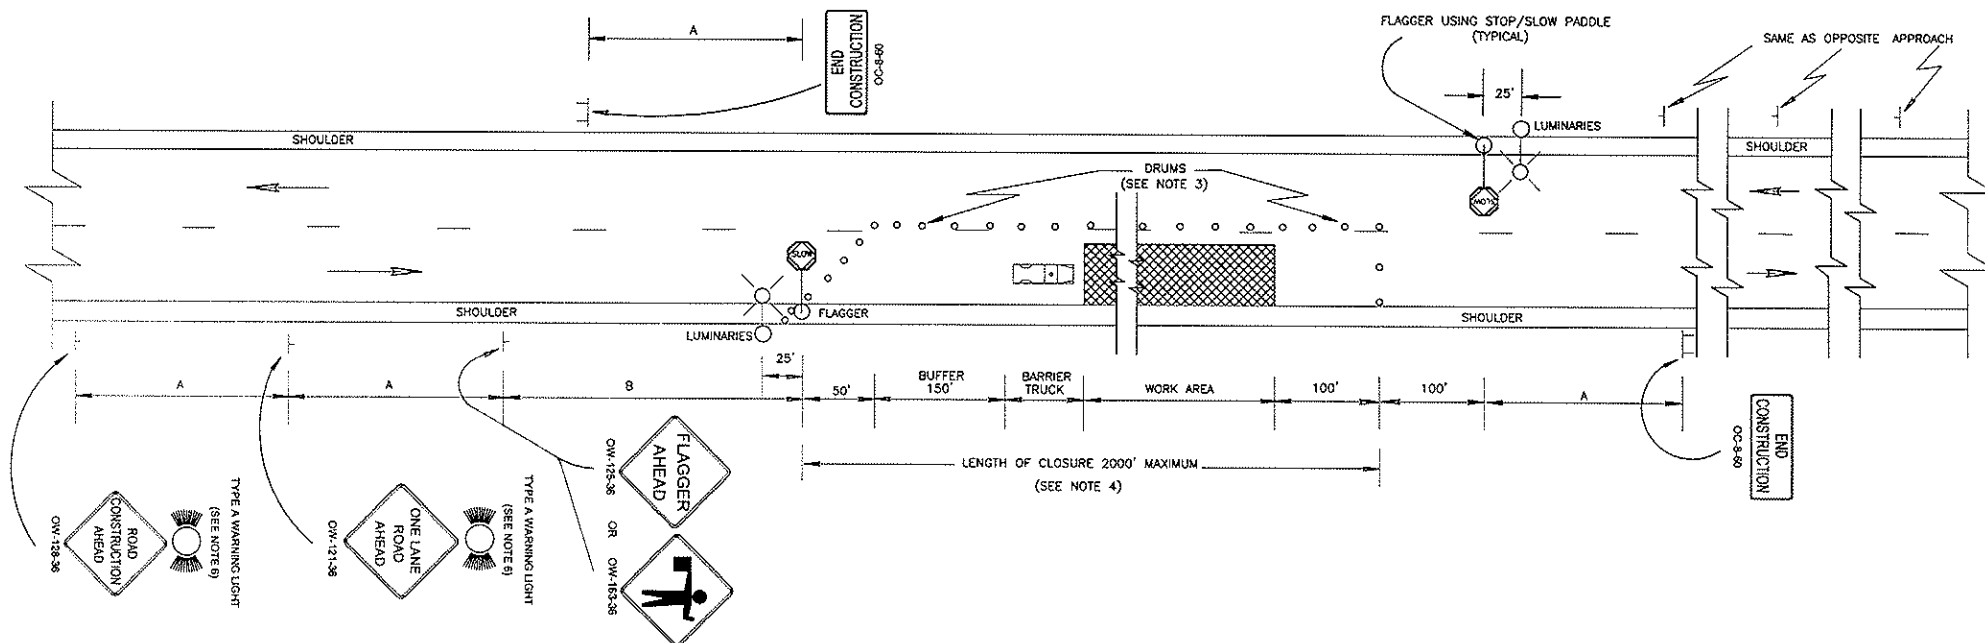 A
END
CONSTRUCTION
OC-8-60
FLAGGER USING STOP/SLOW PADDLE
(TYPICAL)
SAME AS OPPOSITE APPROACH
25'
LUMINARIES
SHOULDER
SHOULDER
DRUMS
(SEE NOTE 3)
SLOW
SLOW
SHOULDER
FLAGGER
SHOULDER
LUMINARIES
25'
A
A
B
50'
BUFFER
150'
BARRIER
TRUCK
WORK AREA
100'
100'
A
END
CONSTRUCTION
OC-8-60
LENGTH OF CLOSURE 2000' MAXIMUM
(SEE NOTE 4)
ROAD
CONSTRUCTION
AHEAD
OW-128-36
TYPE A WARNING LIGHT
(SEE NOTE 6)
ONE LANE
ROAD
AHEAD
OW-121-36
TYPE A WARNING LIGHT
(SEE NOTE 6)
FLAGGER
AHEAD
OW-125-36
OR
OW-163-36